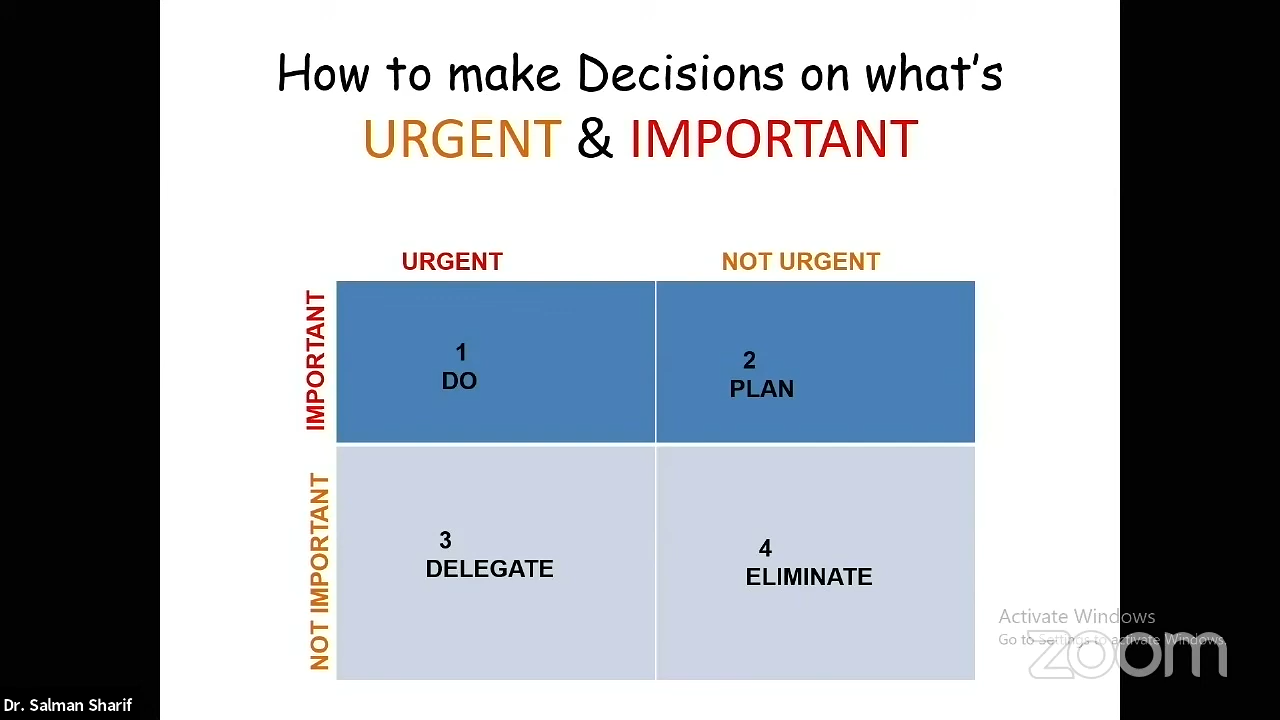 How to make Decisions on what's
URGENT & IMPORTANT
URGENT NOT URGENT
IMPORTANT
1
DO
2
PLAN
NOT IMPORTANT
3
DELEGATE
4
ELIMINATE
Activate Windows
Go to Settings to activate Windows.
zoom
Dr. Salman Sharif